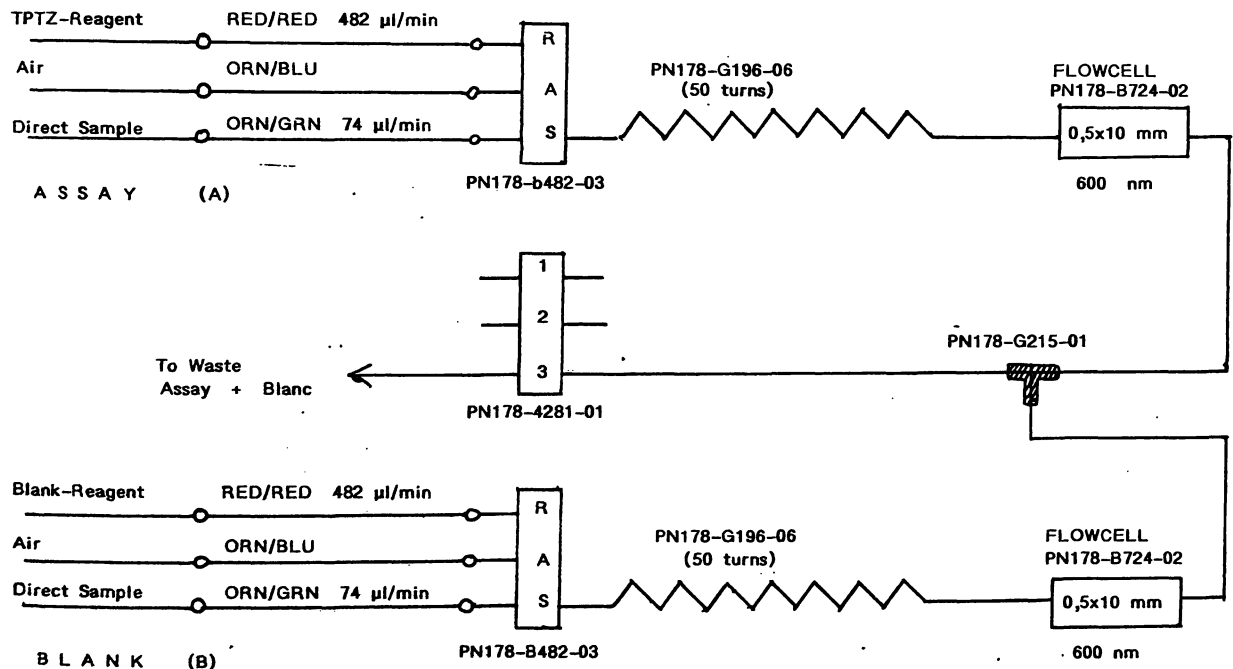 TPTZ-Reagent RED/RED 482 µl/min R
Air ORN/BLU A
Direct Sample ORN/GRN 74 µl/min S
PN178-b482-03
A S S A Y (A)
PN178-G196-06
(50 turns)
FLOWCELL
PN178-B724-02
0,5x10 mm
600 nm
1
2
3
PN178-4281-01
To Waste
Assay + Blanc
PN178-G215-01
Blank-Reagent RED/RED 482 µl/min R
Air ORN/BLU A
Direct Sample ORN/GRN 74 µl/min S
PN178-B482-03
B L A N K (B)
PN178-G196-06
(50 turns)
FLOWCELL
PN178-B724-02
0,5x10 mm
600 nm